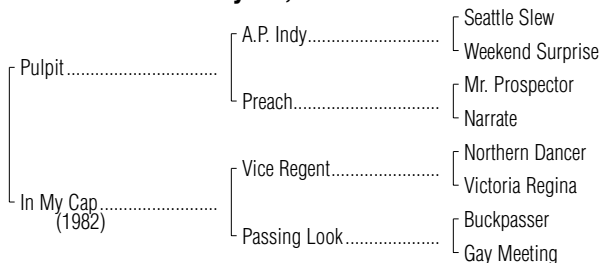 Seattle Slew
A.P. Indy
Weekend Surprise
Pulpit
Mr. Prospector
Preach
Narrate
Northern Dancer
Vice Regent
Victoria Regina
In My Cap
(1982)
Buckpasser
Passing Look
Gay Meeting